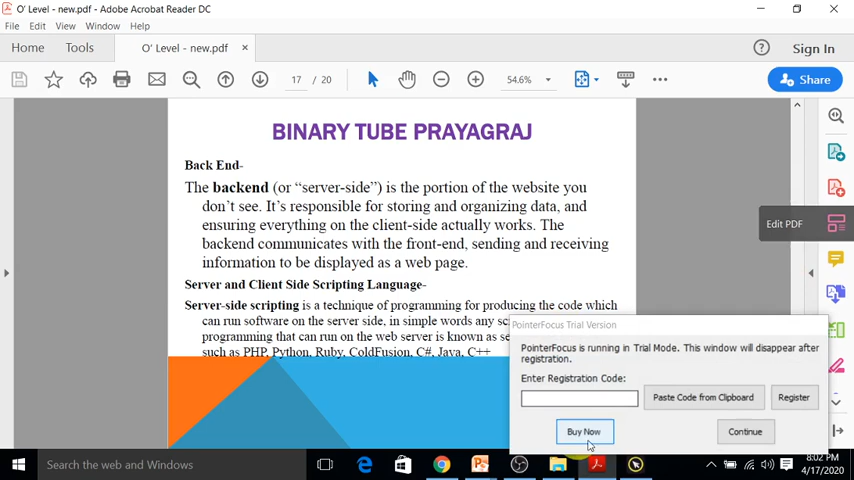 O' Level - new.pdf - Adobe Acrobat Reader DC
File Edit View Window Help
Home Tools O' Level - new.pdf × Sign In
17 / 20 54.6% Share
BINARY TUBE PRAYAGRAJ
Back End-
The backend (or “server-side”) is the portion of the website you
don’t see. It’s responsible for storing and organizing data, and
ensuring everything on the client-side actually works. The
backend communicates with the front-end, sending and receiving
information to be displayed as a web page.
Server and Client Side Scripting Language-
Server-side scripting is a technique of programming for producing the code which
can run software on the server side, in simple words any
programming that can run on the web server is known as
such as PHP, Python, Ruby, ColdFusion, C#, Java, C++
Edit PDF
PointerFocus Trial Version
PointerFocus is running in Trial Mode. This window will disappear after
registration.
Enter Registration Code:
Paste Code from Clipboard Register
Buy Now Continue
Search the web and Windows
8:02 PM
4/17/2020